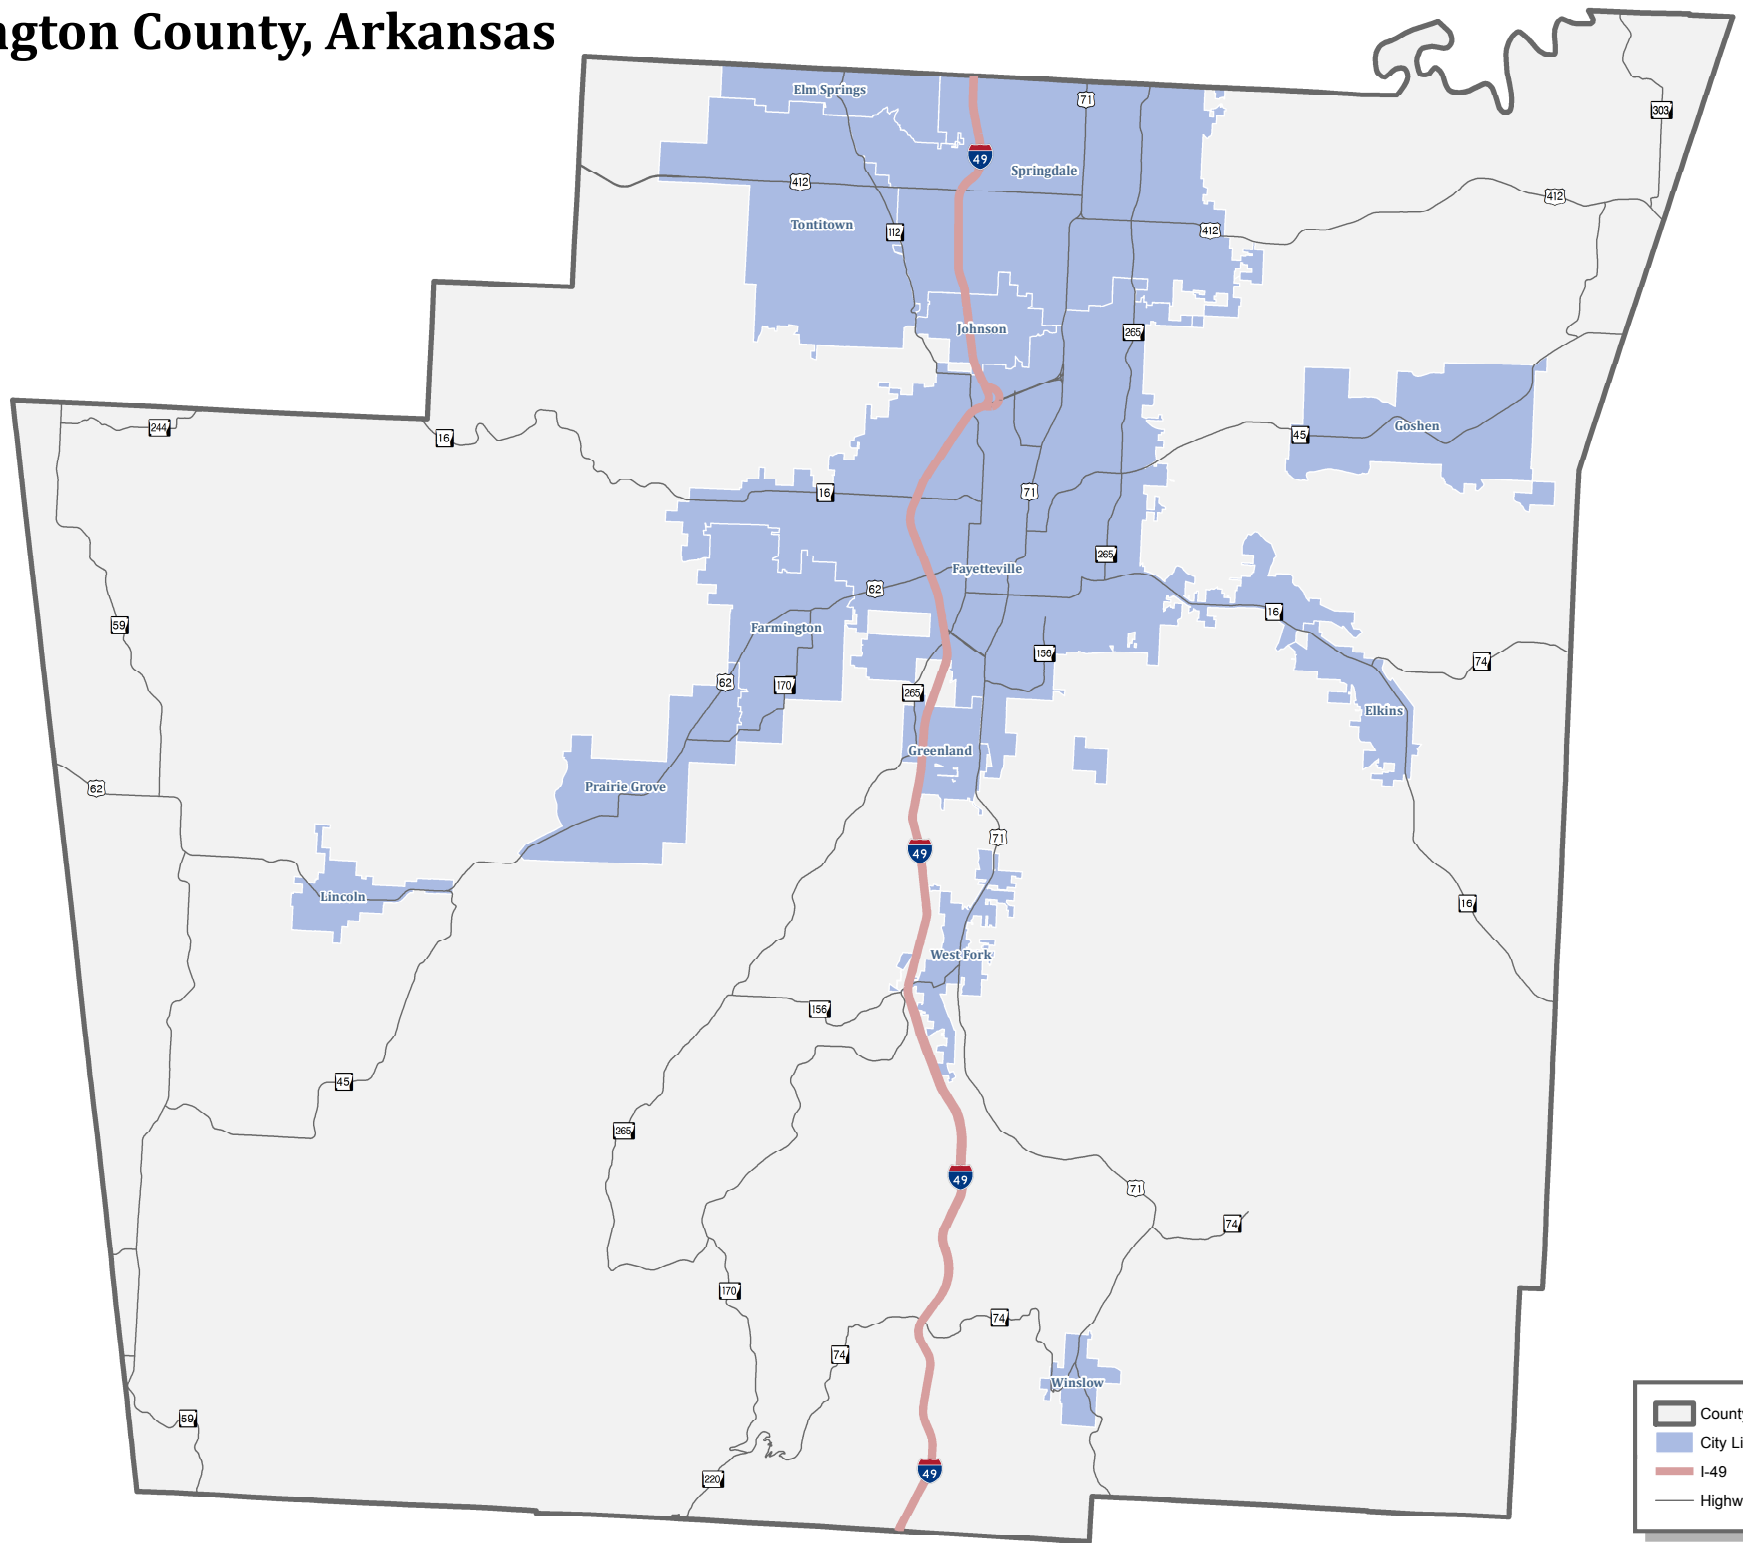 ngton County, Arkansas
Elm Springs
71
303
49
Springdale
412
412
Tontitown
112
412
Johnson
265
244
16
45
Goshen
16
71
265
Fayetteville
62
59
16
Farmington
156
74
62
170
265
Elkins
Greenland
62
Prairie Grove
71
49
Lincoln
16
West Fork
156
45
265
49
71
74
170
74
74
Winslow
59
220
49
County
City Li
I-49
Highw